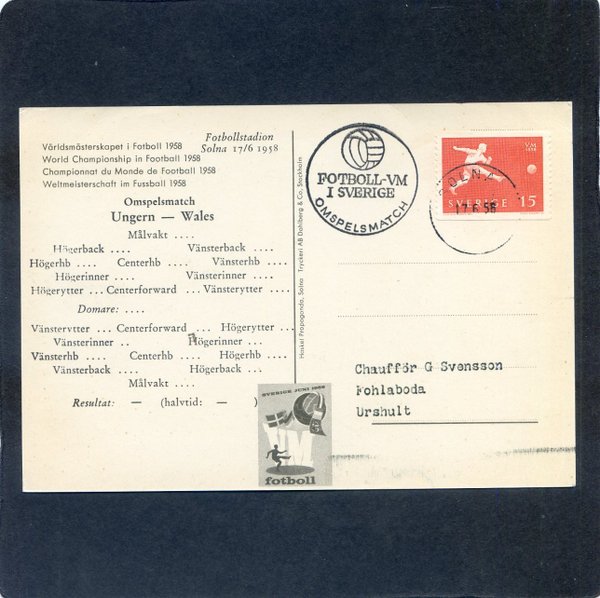 Fotbollstadion
Solna 17/6 1958
Världsmästerskapet i Fotboll 1958
World Championship in Football 1958
Championnat du Monde de Football 1958
Weltmeisterschaft im Fussball 1958
Omspelsmatch
Ungern — Wales
Målvakt ....
Högerback .... Vänsterback ....
Högerhb .... Centerhb .... Vänsterhb ....
Högerinner .... Vänsterinner ....
Högerytter .... Centerforward ... Vänsterytter ....
Domare: ....
Vänsterytter .... Centerforward ... Högerytter ....
Vänsterinner .. Högerinner ....
Vänsterhb ... Centerhb .... Högerhb ....
Vänsterback .... Högerback ....
Målvakt ....
Resultat: — (halvtid: — )
Hasket Propaganda, Solna Tryckeri AB Dahlberg & Co, Stockholm
SVERIGE JUNI 1958
VM
fotboll
FOTBOLL-VM
I SVERIGE
OMSPELSMATCH
VM
1958
SVERIGE 15
SOLNA
17.6.58
Chaufför G Svensson
Fohlaboda
Urshult